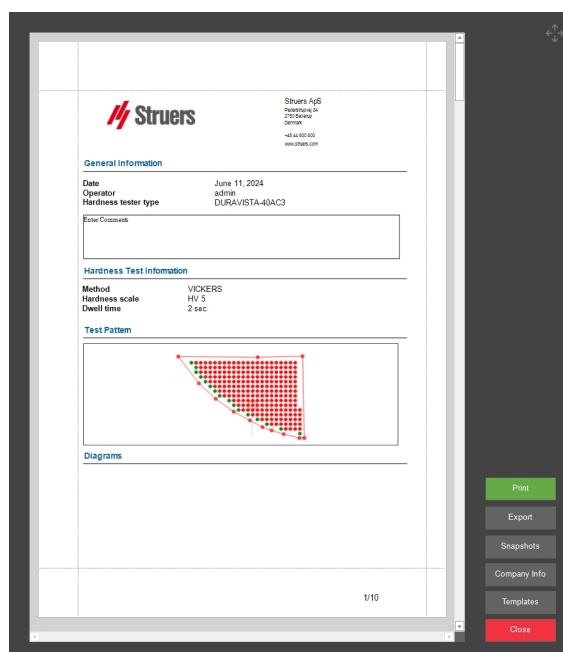 Struers
Struers ApS
Pederstrupvej 84
2750 Ballerup
Denmark
+45 44 600 800
www.struers.com
General Information
Date June 11, 2024
Operator admin
Hardness tester type DURAVISTA-40AC3
Enter Comments
Hardness Test Information
Method VICKERS
Hardness scale HV 5
Dwell time 2 sec.
Test Pattern
Diagrams
1/10
Print
Export
Snapshots
Company Info
Templates
Close